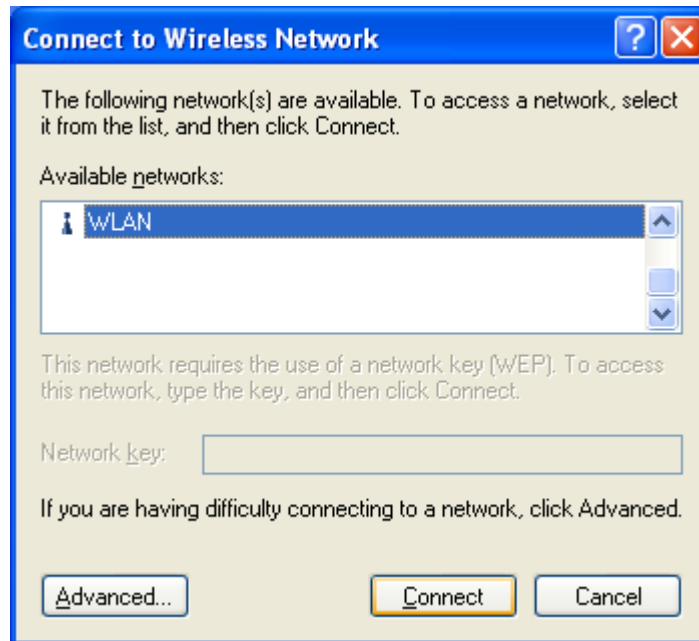 Connect to Wireless Network
The following network(s) are available. To access a network, select
it from the list, and then click Connect.
Available networks:
WLAN
This network requires the use of a network key (WEP). To access
this network, type the key, and then click Connect.
Network key:
If you are having difficulty connecting to a network, click Advanced.
Advanced... Connect Cancel